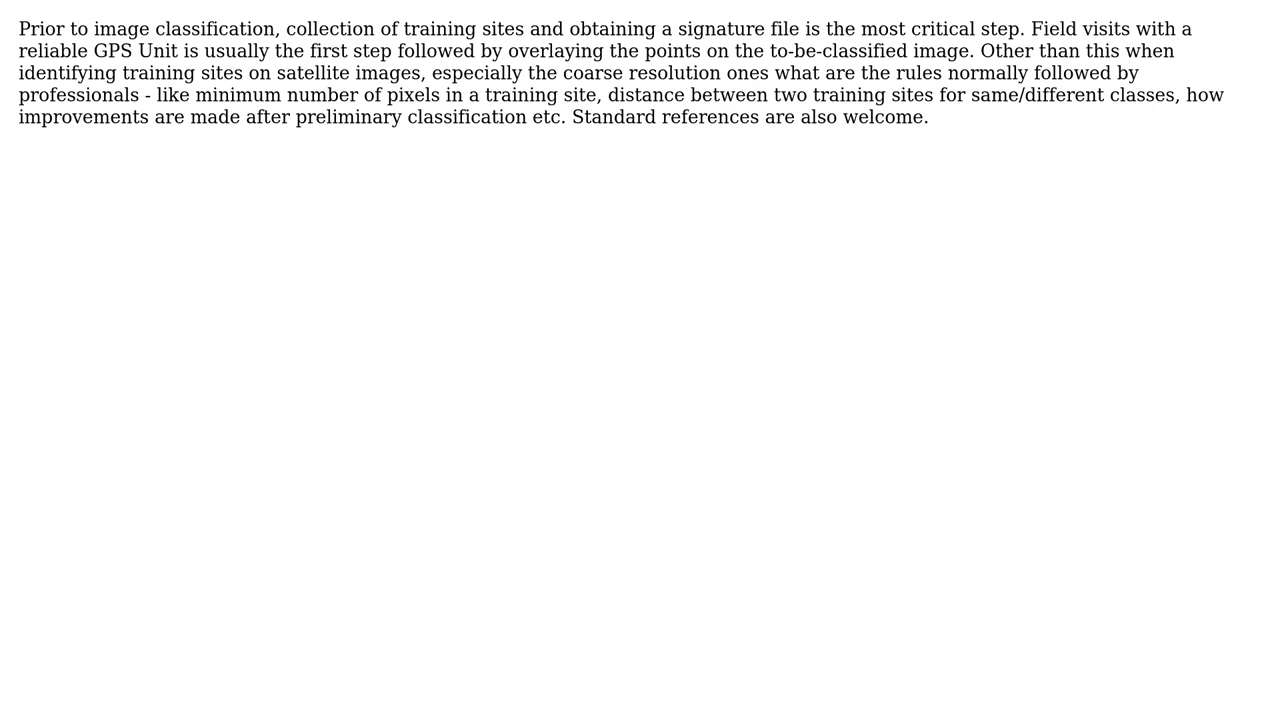 Prior to image classification, collection of training sites and obtaining a signature file is the most critical step. Field visits with a
reliable GPS Unit is usually the first step followed by overlaying the points on the to-be-classified image. Other than this when
identifying training sites on satellite images, especially the coarse resolution ones what are the rules normally followed by
professionals - like minimum number of pixels in a training site, distance between two training sites for same/different classes, how
improvements are made after preliminary classification etc. Standard references are also welcome.